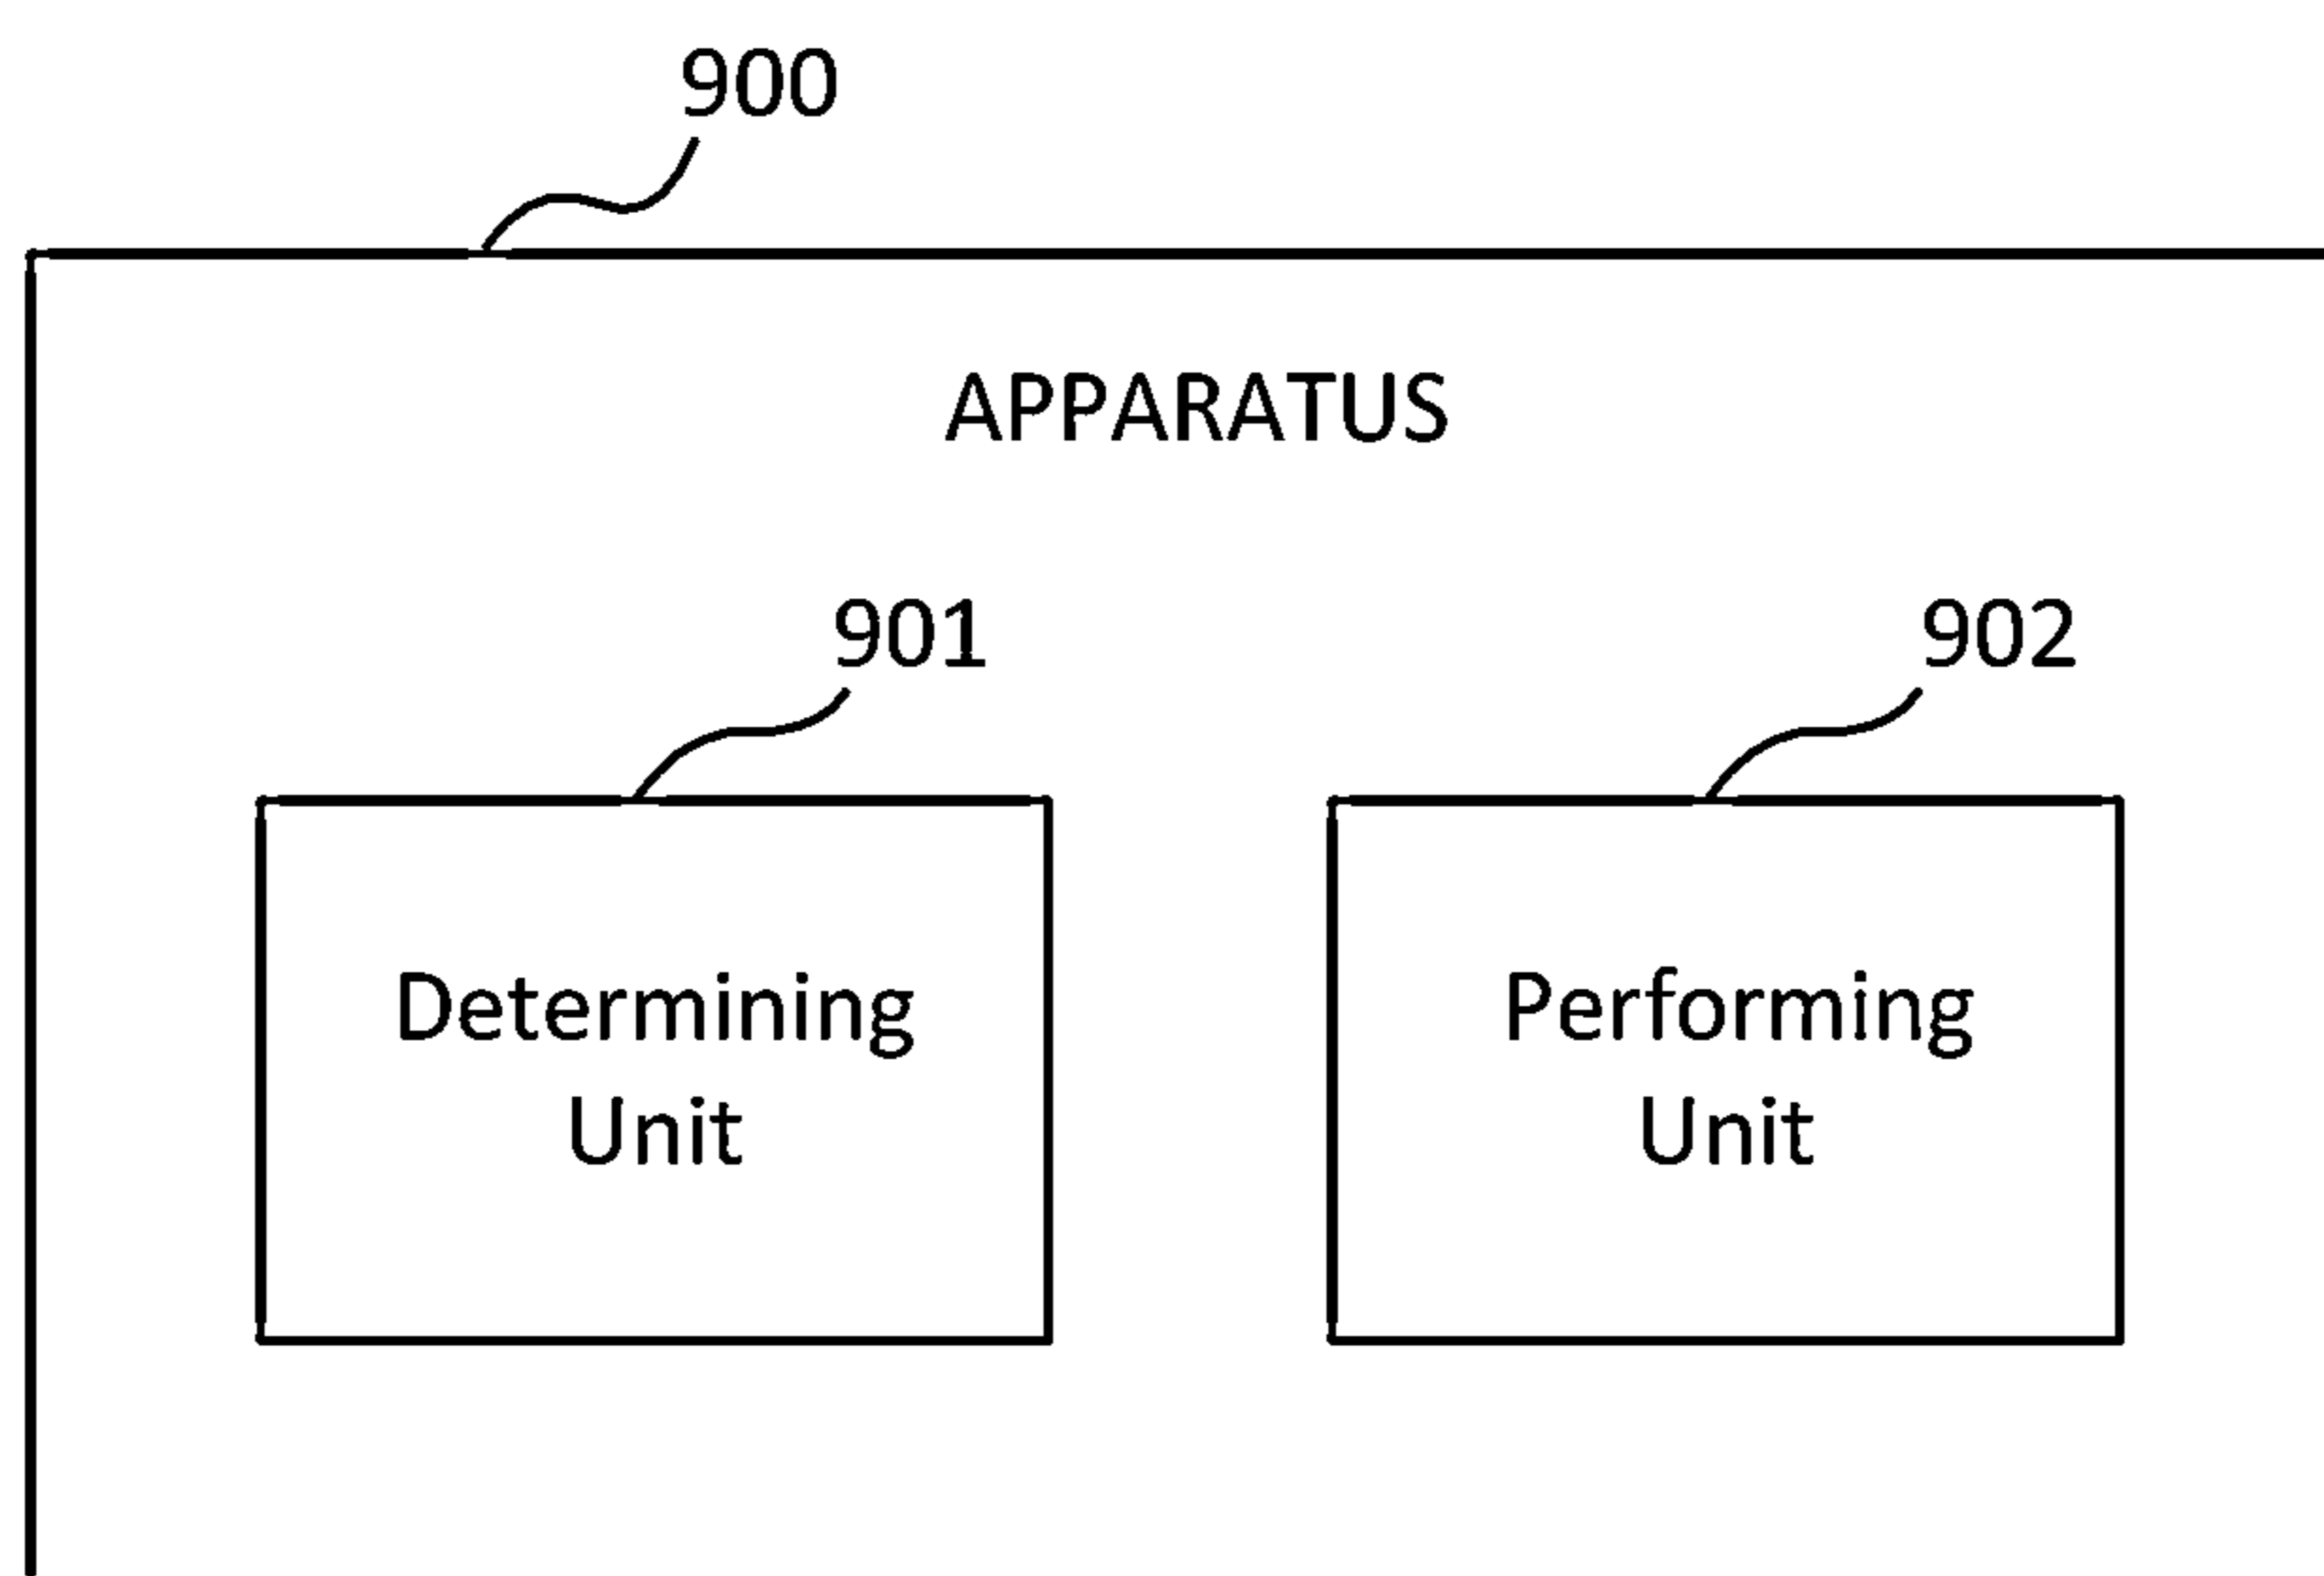 900
APPARATUS
901
902
Determining
Unit
Performing
Unit